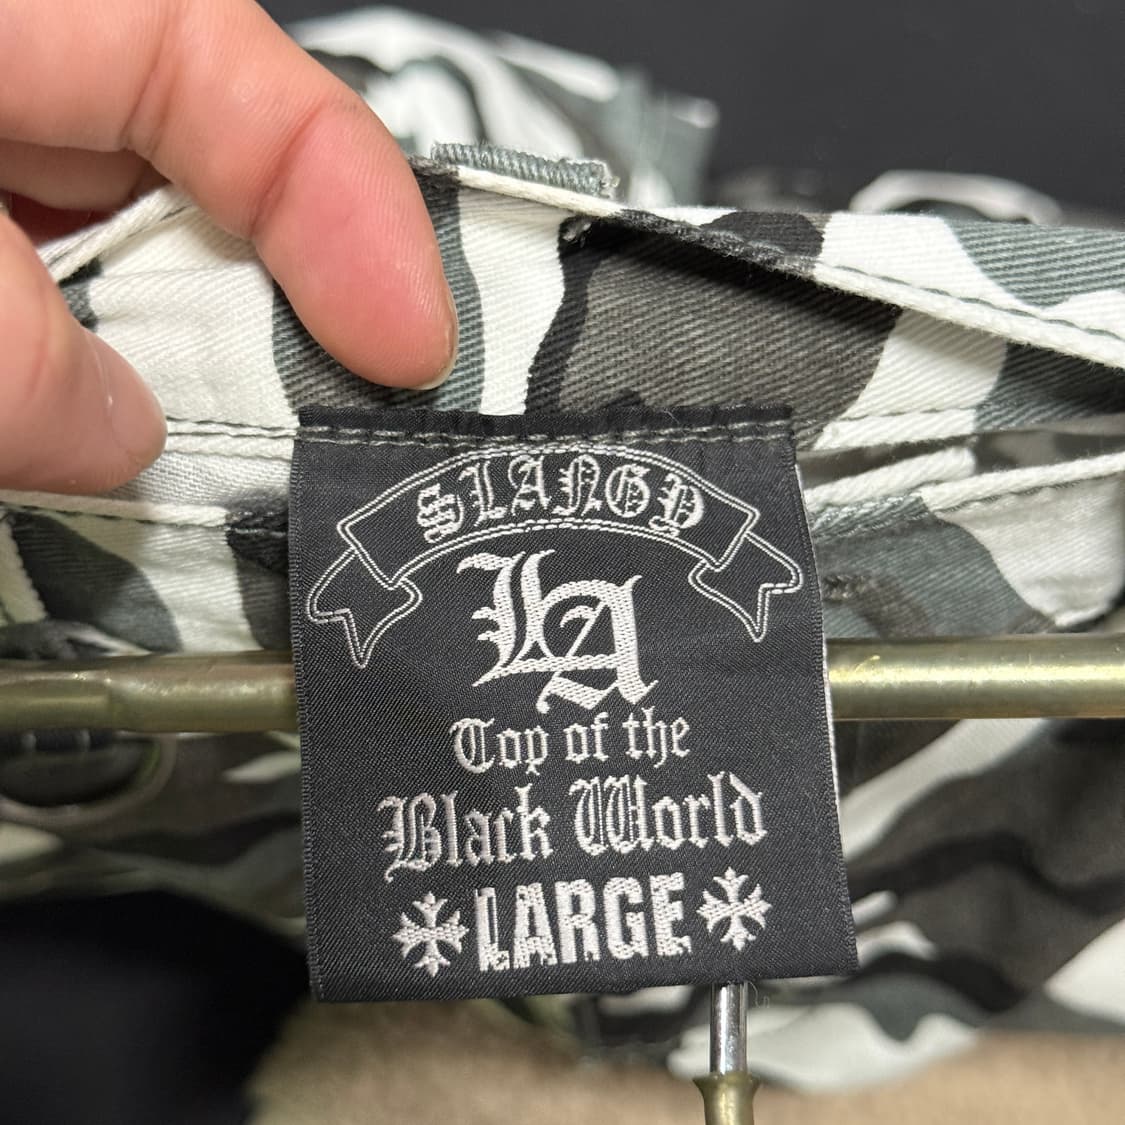 SLANGY
LA
Top of the
Black World
LARGE